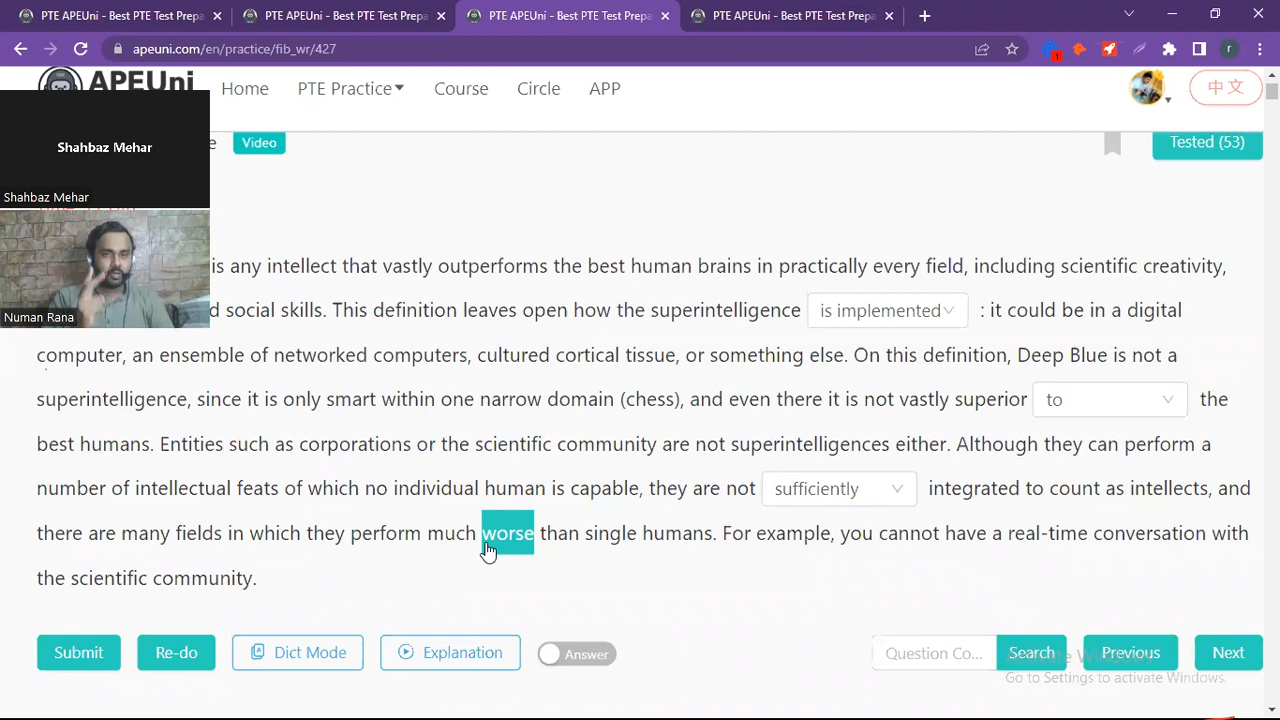 PTE APEUni - Best PTE Test Prepa
PTE APEUni - Best PTE Test Prepa
PTE APEUni - Best PTE Test Prepa
PTE APEUni - Best PTE Test Prepa
apeuni.com/en/practice/fib_wr/427
1
r
APEUni
Home
PTE Practice
Course
Circle
APP
中文
Shahbaz Mehar
Shahbaz Mehar
Numan Rana
e
Video
Tested (53)
is any intellect that vastly outperforms the best human brains in practically every field, including scientific creativity,
d social skills. This definition leaves open how the superintelligence is implemented : it could be in a digital
computer, an ensemble of networked computers, cultured cortical tissue, or something else. On this definition, Deep Blue is not a
superintelligence, since it is only smart within one narrow domain (chess), and even there it is not vastly superior to the
best humans. Entities such as corporations or the scientific community are not superintelligences either. Although they can perform a
number of intellectual feats of which no individual human is capable, they are not sufficiently integrated to count as intellects, and
there are many fields in which they perform much worse than single humans. For example, you cannot have a real-time conversation with
the scientific community.
Submit
Re-do
Dict Mode
Explanation
Answer
Question Co...
Search
Previous
Next
Activate Windows
Go to Settings to activate Windows.